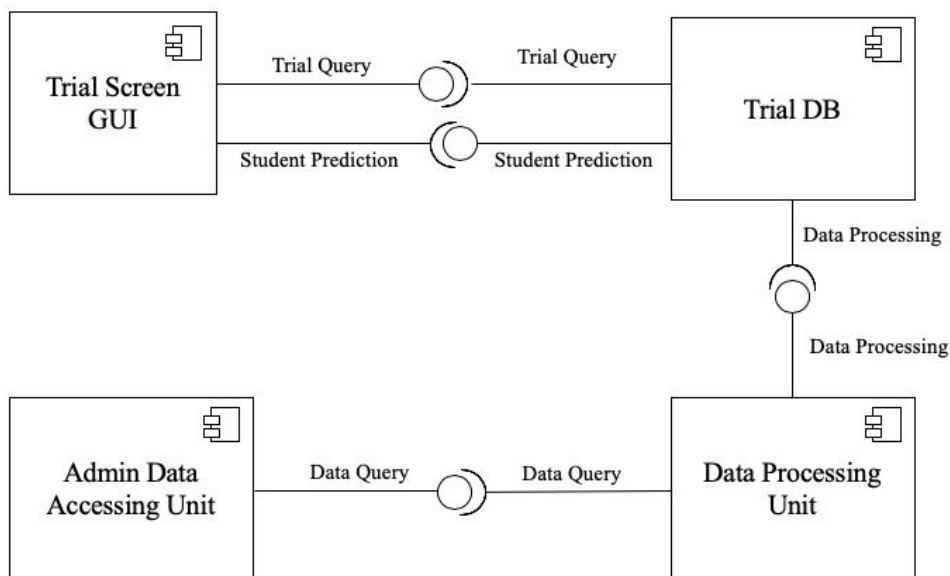 Trial Screen
GUI
Trial Query
Trial Query
Student Prediction
Student Prediction
Trial DB
Data Processing
Data Processing
Admin Data
Accessing Unit
Data Query
Data Query
Data Processing
Unit